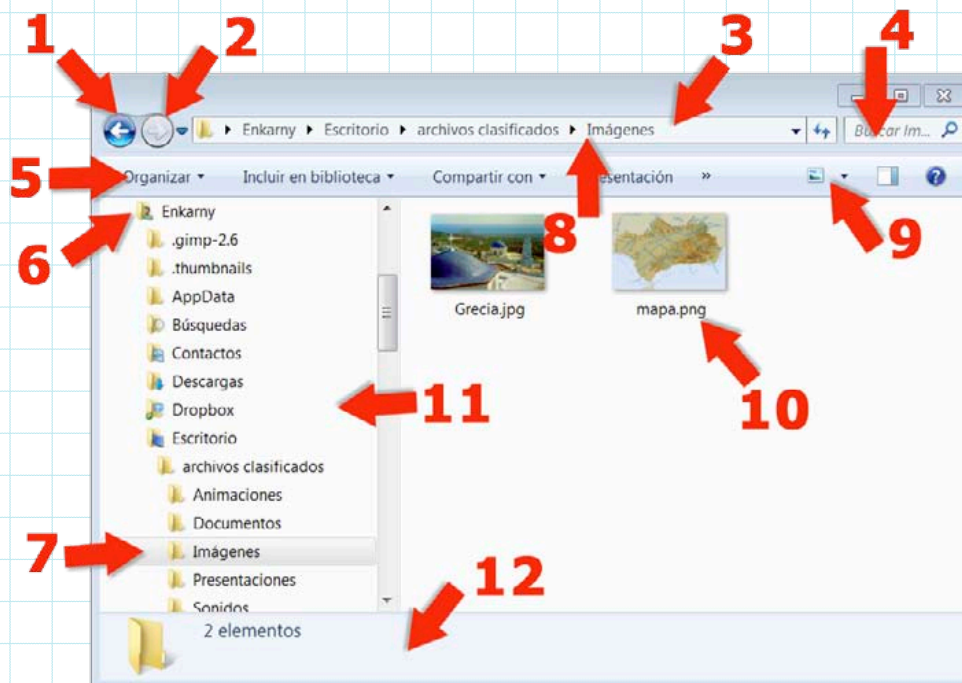 1 2 3 4
Enkarny Escritorio archivos clasificados Imágenes Buscar Im...
5 Organizar Incluir en biblioteca Compartir con esentación »
6 Enkarny
.gimp-2.6
.thumbnails
AppData
Búsquedas
Contactos
Descargas
Dropbox
Escritorio
archivos clasificados
Animaciones
Documentos
7 Imágenes
Presentaciones
Sonidos
8 9
Grecia.jpg mapa.png
10
11
12
2 elementos